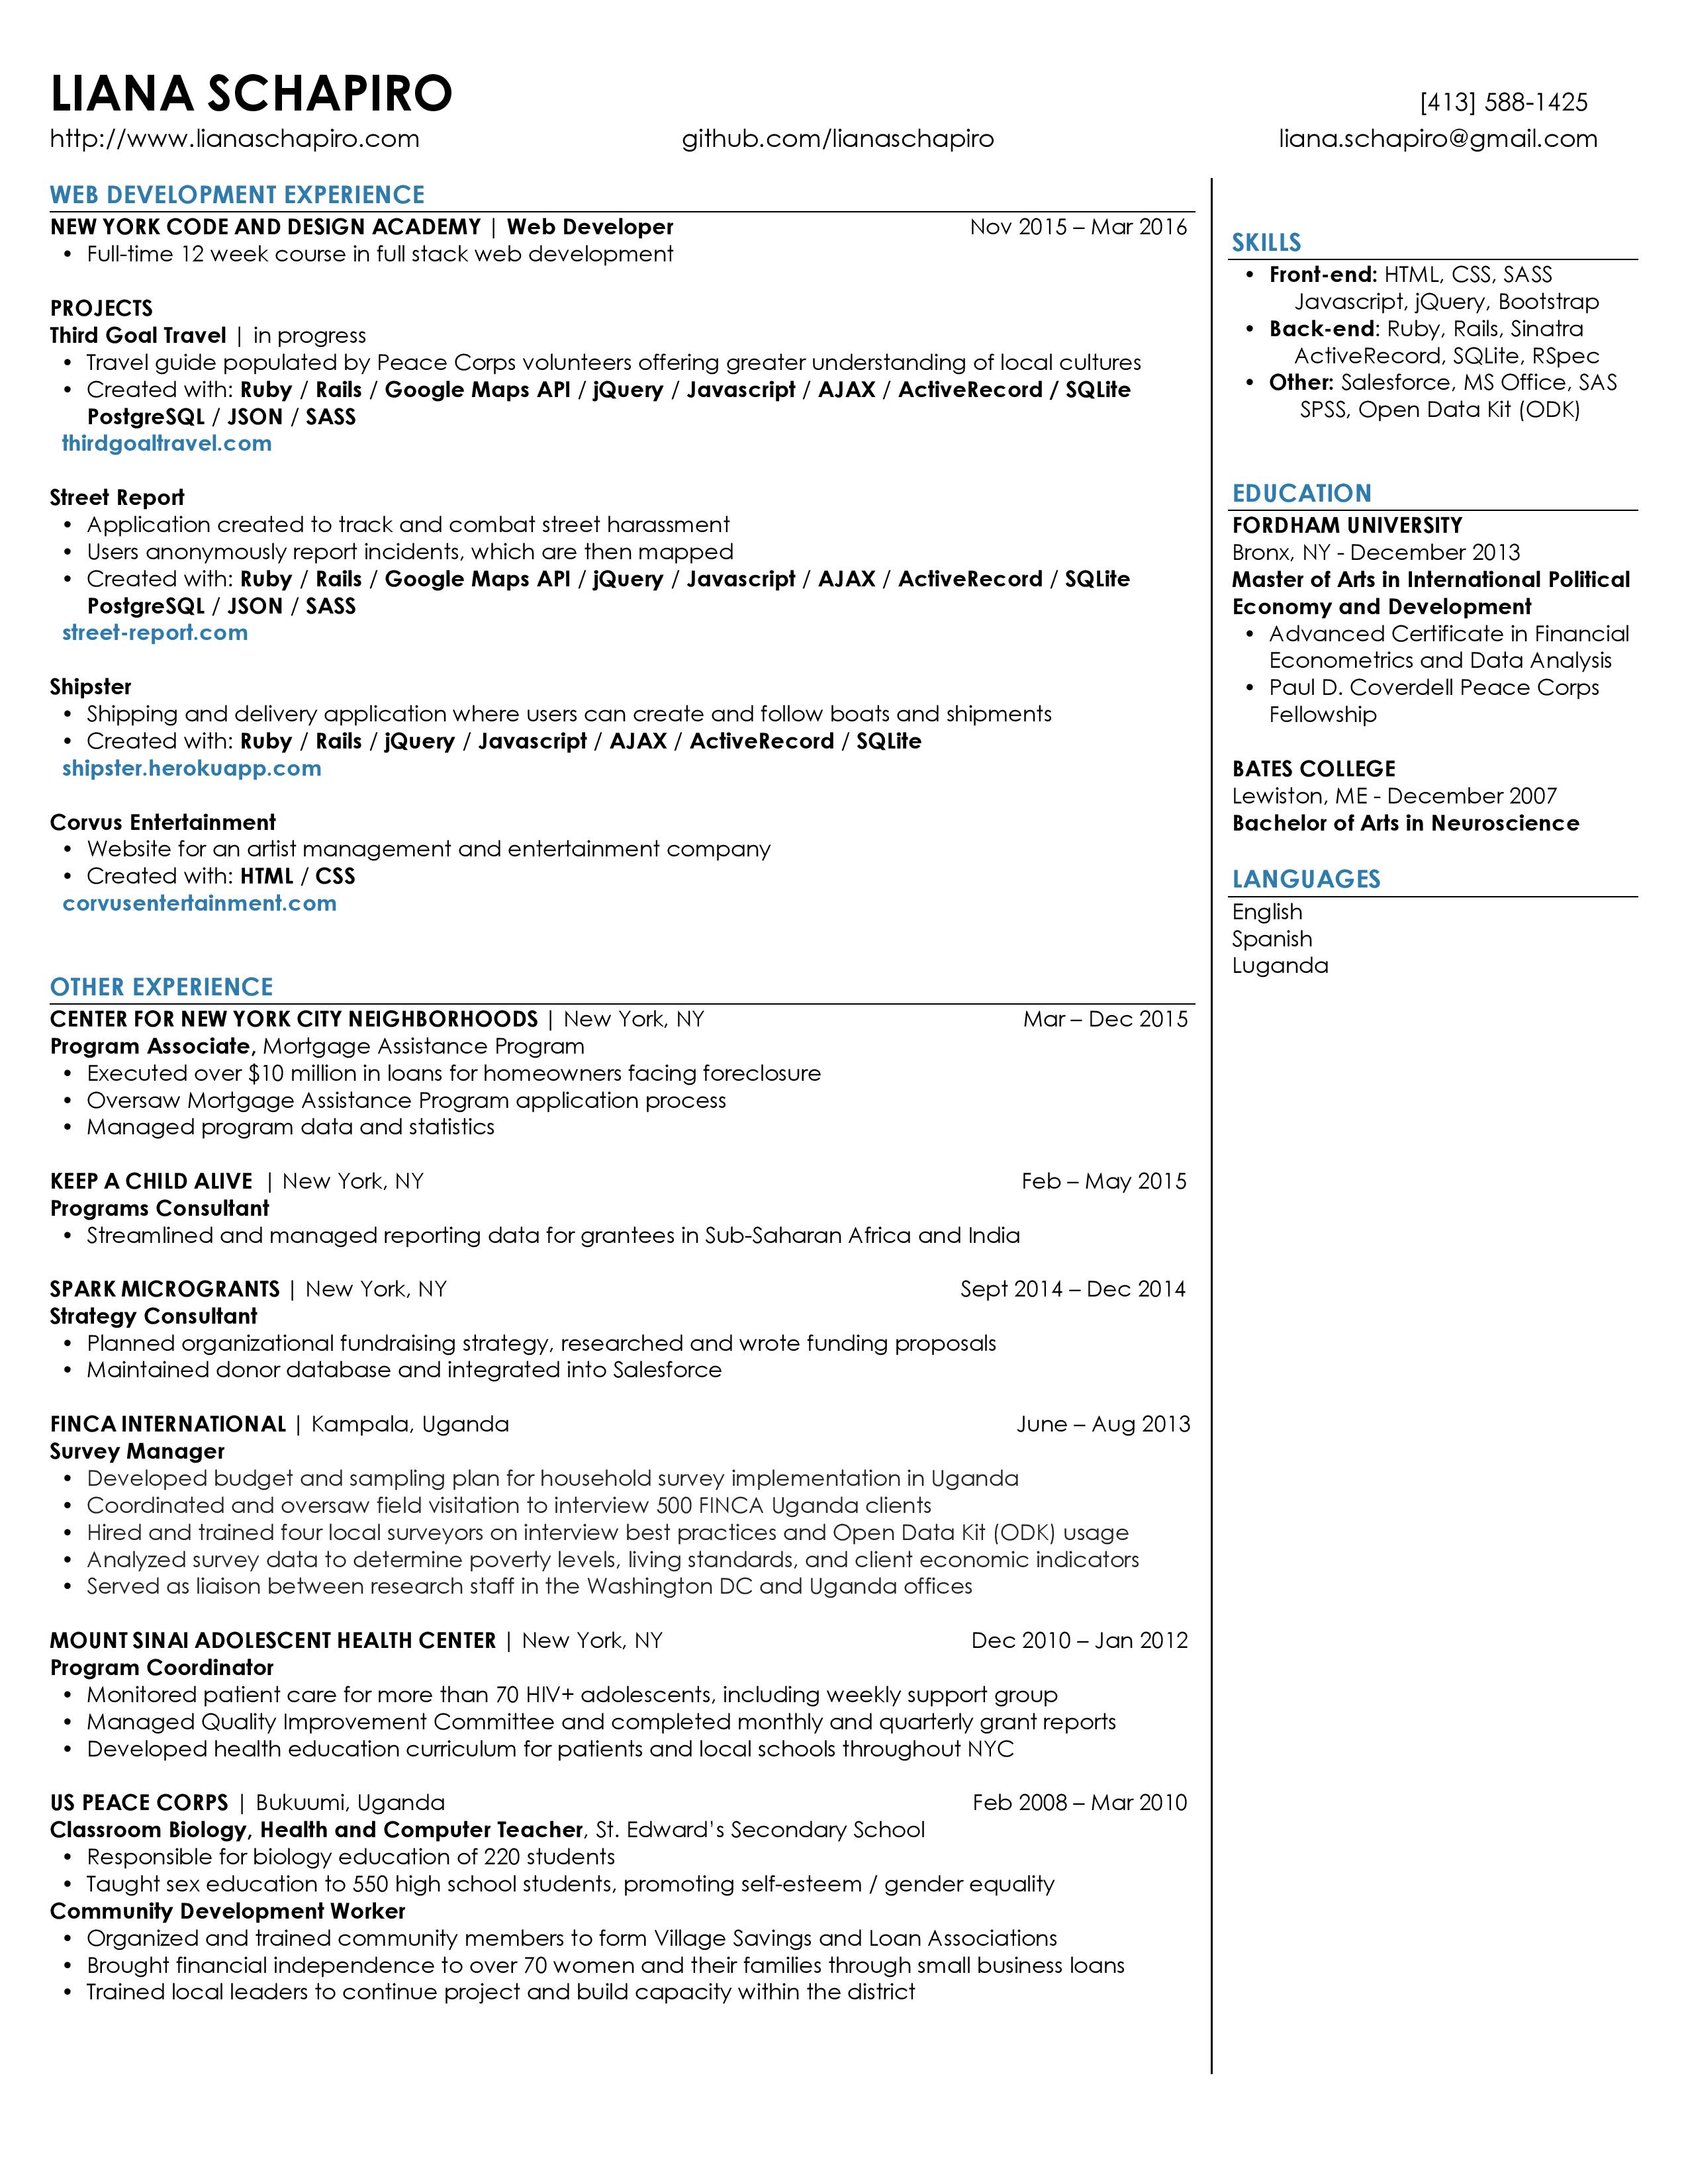 LIANA SCHAPIRO
[413] 588-1425
http://www.lianaschapiro.com github.com/lianaschapiro liana.schapiro@gmail.com
WEB DEVELOPMENT EXPERIENCE
NEW YORK CODE AND DESIGN ACADEMY | Web Developer Nov 2015 – Mar 2016
• Full-time 12 week course in full stack web development
PROJECTS
Third Goal Travel | in progress
• Travel guide populated by Peace Corps volunteers offering greater understanding of local cultures
• Created with: Ruby / Rails / Google Maps API / jQuery / Javascript / AJAX / ActiveRecord / SQLite
PostgreSQL / JSON / SASS
thirdgoaltravel.com
Street Report
• Application created to track and combat street harassment
• Users anonymously report incidents, which are then mapped
• Created with: Ruby / Rails / Google Maps API / jQuery / Javascript / AJAX / ActiveRecord / SQLite
PostgreSQL / JSON / SASS
street-report.com
Shipster
• Shipping and delivery application where users can create and follow boats and shipments
• Created with: Ruby / Rails / jQuery / Javascript / AJAX / ActiveRecord / SQLite
shipster.herokuapp.com
Corvus Entertainment
• Website for an artist management and entertainment company
• Created with: HTML / CSS
corvusentertainment.com
OTHER EXPERIENCE
CENTER FOR NEW YORK CITY NEIGHBORHOODS | New York, NY Mar – Dec 2015
Program Associate, Mortgage Assistance Program
• Executed over $10 million in loans for homeowners facing foreclosure
• Oversaw Mortgage Assistance Program application process
• Managed program data and statistics
KEEP A CHILD ALIVE | New York, NY Feb – May 2015
Programs Consultant
• Streamlined and managed reporting data for grantees in Sub-Saharan Africa and India
SPARK MICROGRANTS | New York, NY Sept 2014 – Dec 2014
Strategy Consultant
• Planned organizational fundraising strategy, researched and wrote funding proposals
• Maintained donor database and integrated into Salesforce
FINCA INTERNATIONAL | Kampala, Uganda June – Aug 2013
Survey Manager
• Developed budget and sampling plan for household survey implementation in Uganda
• Coordinated and oversaw field visitation to interview 500 FINCA Uganda clients
• Hired and trained four local surveyors on interview best practices and Open Data Kit (ODK) usage
• Analyzed survey data to determine poverty levels, living standards, and client economic indicators
• Served as liaison between research staff in the Washington DC and Uganda offices
MOUNT SINAI ADOLESCENT HEALTH CENTER | New York, NY Dec 2010 – Jan 2012
Program Coordinator
• Monitored patient care for more than 70 HIV+ adolescents, including weekly support group
• Managed Quality Improvement Committee and completed monthly and quarterly grant reports
• Developed health education curriculum for patients and local schools throughout NYC
US PEACE CORPS | Bukuumi, Uganda Feb 2008 – Mar 2010
Classroom Biology, Health and Computer Teacher, St. Edward’s Secondary School
• Responsible for biology education of 220 students
• Taught sex education to 550 high school students, promoting self-esteem / gender equality
Community Development Worker
• Organized and trained community members to form Village Savings and Loan Associations
• Brought financial independence to over 70 women and their families through small business loans
• Trained local leaders to continue project and build capacity within the district
SKILLS
• Front-end: HTML, CSS, SASS
Javascript, jQuery, Bootstrap
• Back-end: Ruby, Rails, Sinatra
ActiveRecord, SQLite, RSpec
• Other: Salesforce, MS Office, SAS
SPSS, Open Data Kit (ODK)
EDUCATION
FORDHAM UNIVERSITY
Bronx, NY - December 2013
Master of Arts in International Political
Economy and Development
• Advanced Certificate in Financial
Econometrics and Data Analysis
• Paul D. Coverdell Peace Corps
Fellowship
BATES COLLEGE
Lewiston, ME - December 2007
Bachelor of Arts in Neuroscience
LANGUAGES
English
Spanish
Luganda